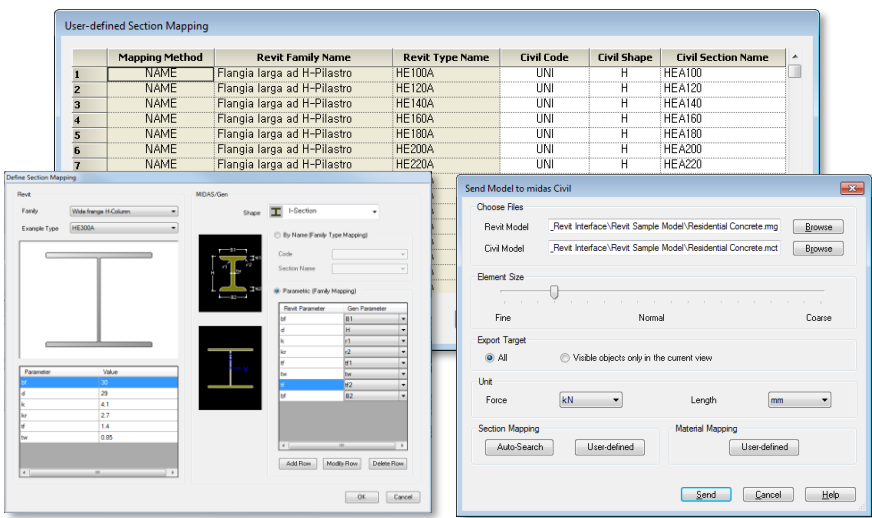 User-defined Section Mapping
Mapping Method Revit Family Name Revit Type Name Civil Code Civil Shape Civil Section Name
1 NAME Flangia larga ad H-Pilastro HE100A UNI H HEA100
2 NAME Flangia larga ad H-Pilastro HE120A UNI H HEA120
3 NAME Flangia larga ad H-Pilastro HE140A UNI H HEA140
4 NAME Flangia larga ad H-Pilastro HE160A UNI H HEA160
5 NAME Flangia larga ad H-Pilastro HE180A UNI H HEA180
6 NAME Flangia larga ad H-Pilastro HE200A UNI H HEA200
7 NAME Flangia larga ad H-Pilastro HE220A UNI H HEA220
Define Section Mapping
Revit
Family Wide frange H-Column
Example Type HE300A
Parameter Value
bf 30
d 29
k 4.1
kr 2.7
tf 1.4
tw 0.85
MIDAS/Gen
Shape I-Section
By Name (Family Type Mapping)
Code
Section Name
Parametric (Family Mapping)
Revit Parameter Gen Parameter
bf B1
d H
k r1
kr r2
tf tf1
tw tw
tf tf2
bf B2
Add Row Modify Row Delete Row
OK Cancel
Send Model to midas Civil
Choose Files
Revit Model _Revit Interface\Revit Sample Model\Residential Concrete.mg Browse
Civil Model _Revit Interface\Revit Sample Model\Residential Concrete.mct Browse
Element Size
Fine Normal Coarse
Export Target
All Visible objects only in the current view
Unit
Force kN Length mm
Section Mapping Material Mapping
Auto-Search User-defined User-defined
Send Cancel Help